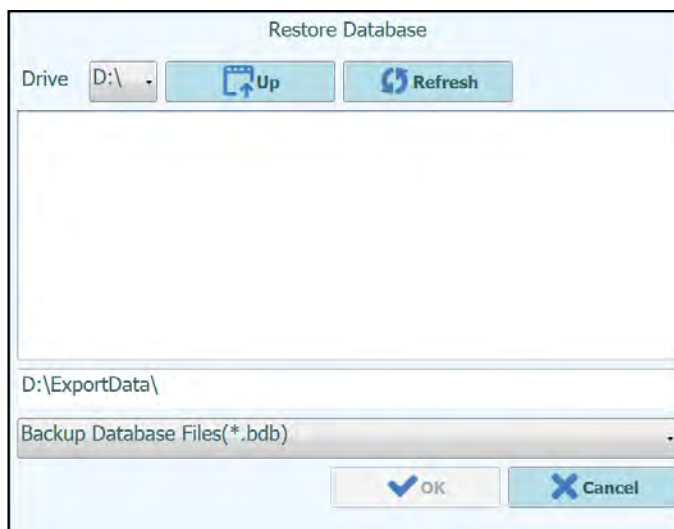 Restore Database
Drive D:\ Up Refresh
D:\ExportData\
Backup Database Files(*.bdb)
OK Cancel